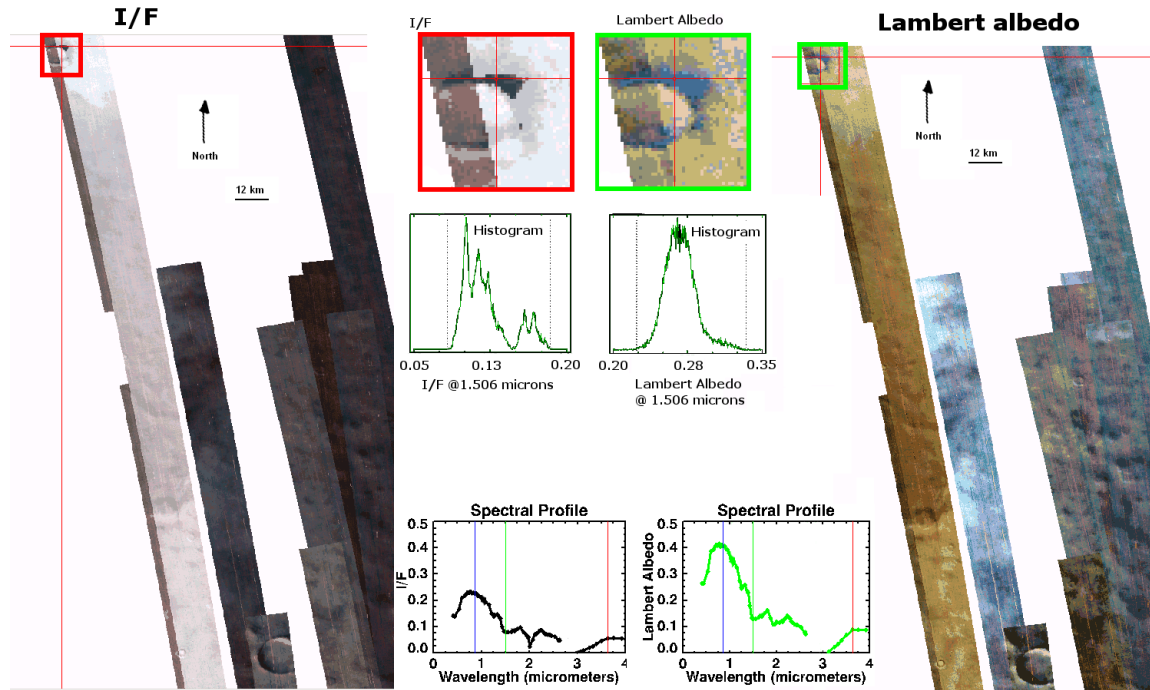 I/F
I/F
Lambert Albedo
Lambert albedo
North
12 km
North
12 km
Histogram
0.05
0.13
0.20
I/F @1.506 microns
Histogram
0.20
0.28
0.35
Lambert Albedo
@ 1.506 microns
Spectral Profile
0.5
0.4
0.3
0.2
0.1
0.0
I/F
0
1
2
3
4
Wavelength (micrometers)
Spectral Profile
0.5
0.4
0.3
0.2
0.1
0.0
Lambert Albedo
0
1
2
3
4
Wavelength (micrometers)